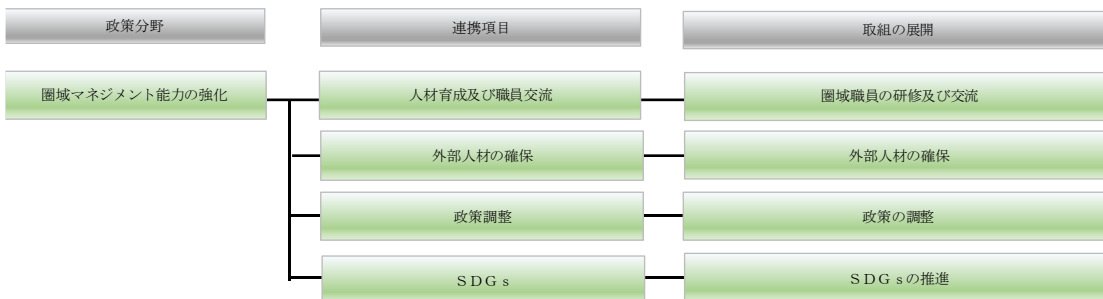 政策分野
連携項目
取組の展開
圏域マネジメント能力の強化
人材育成及び職員交流
圏域職員の研修及び交流
外部人材の確保
外部人材の確保
政策調整
政策の調整
ＳＤＧｓ
ＳＤＧｓの推進